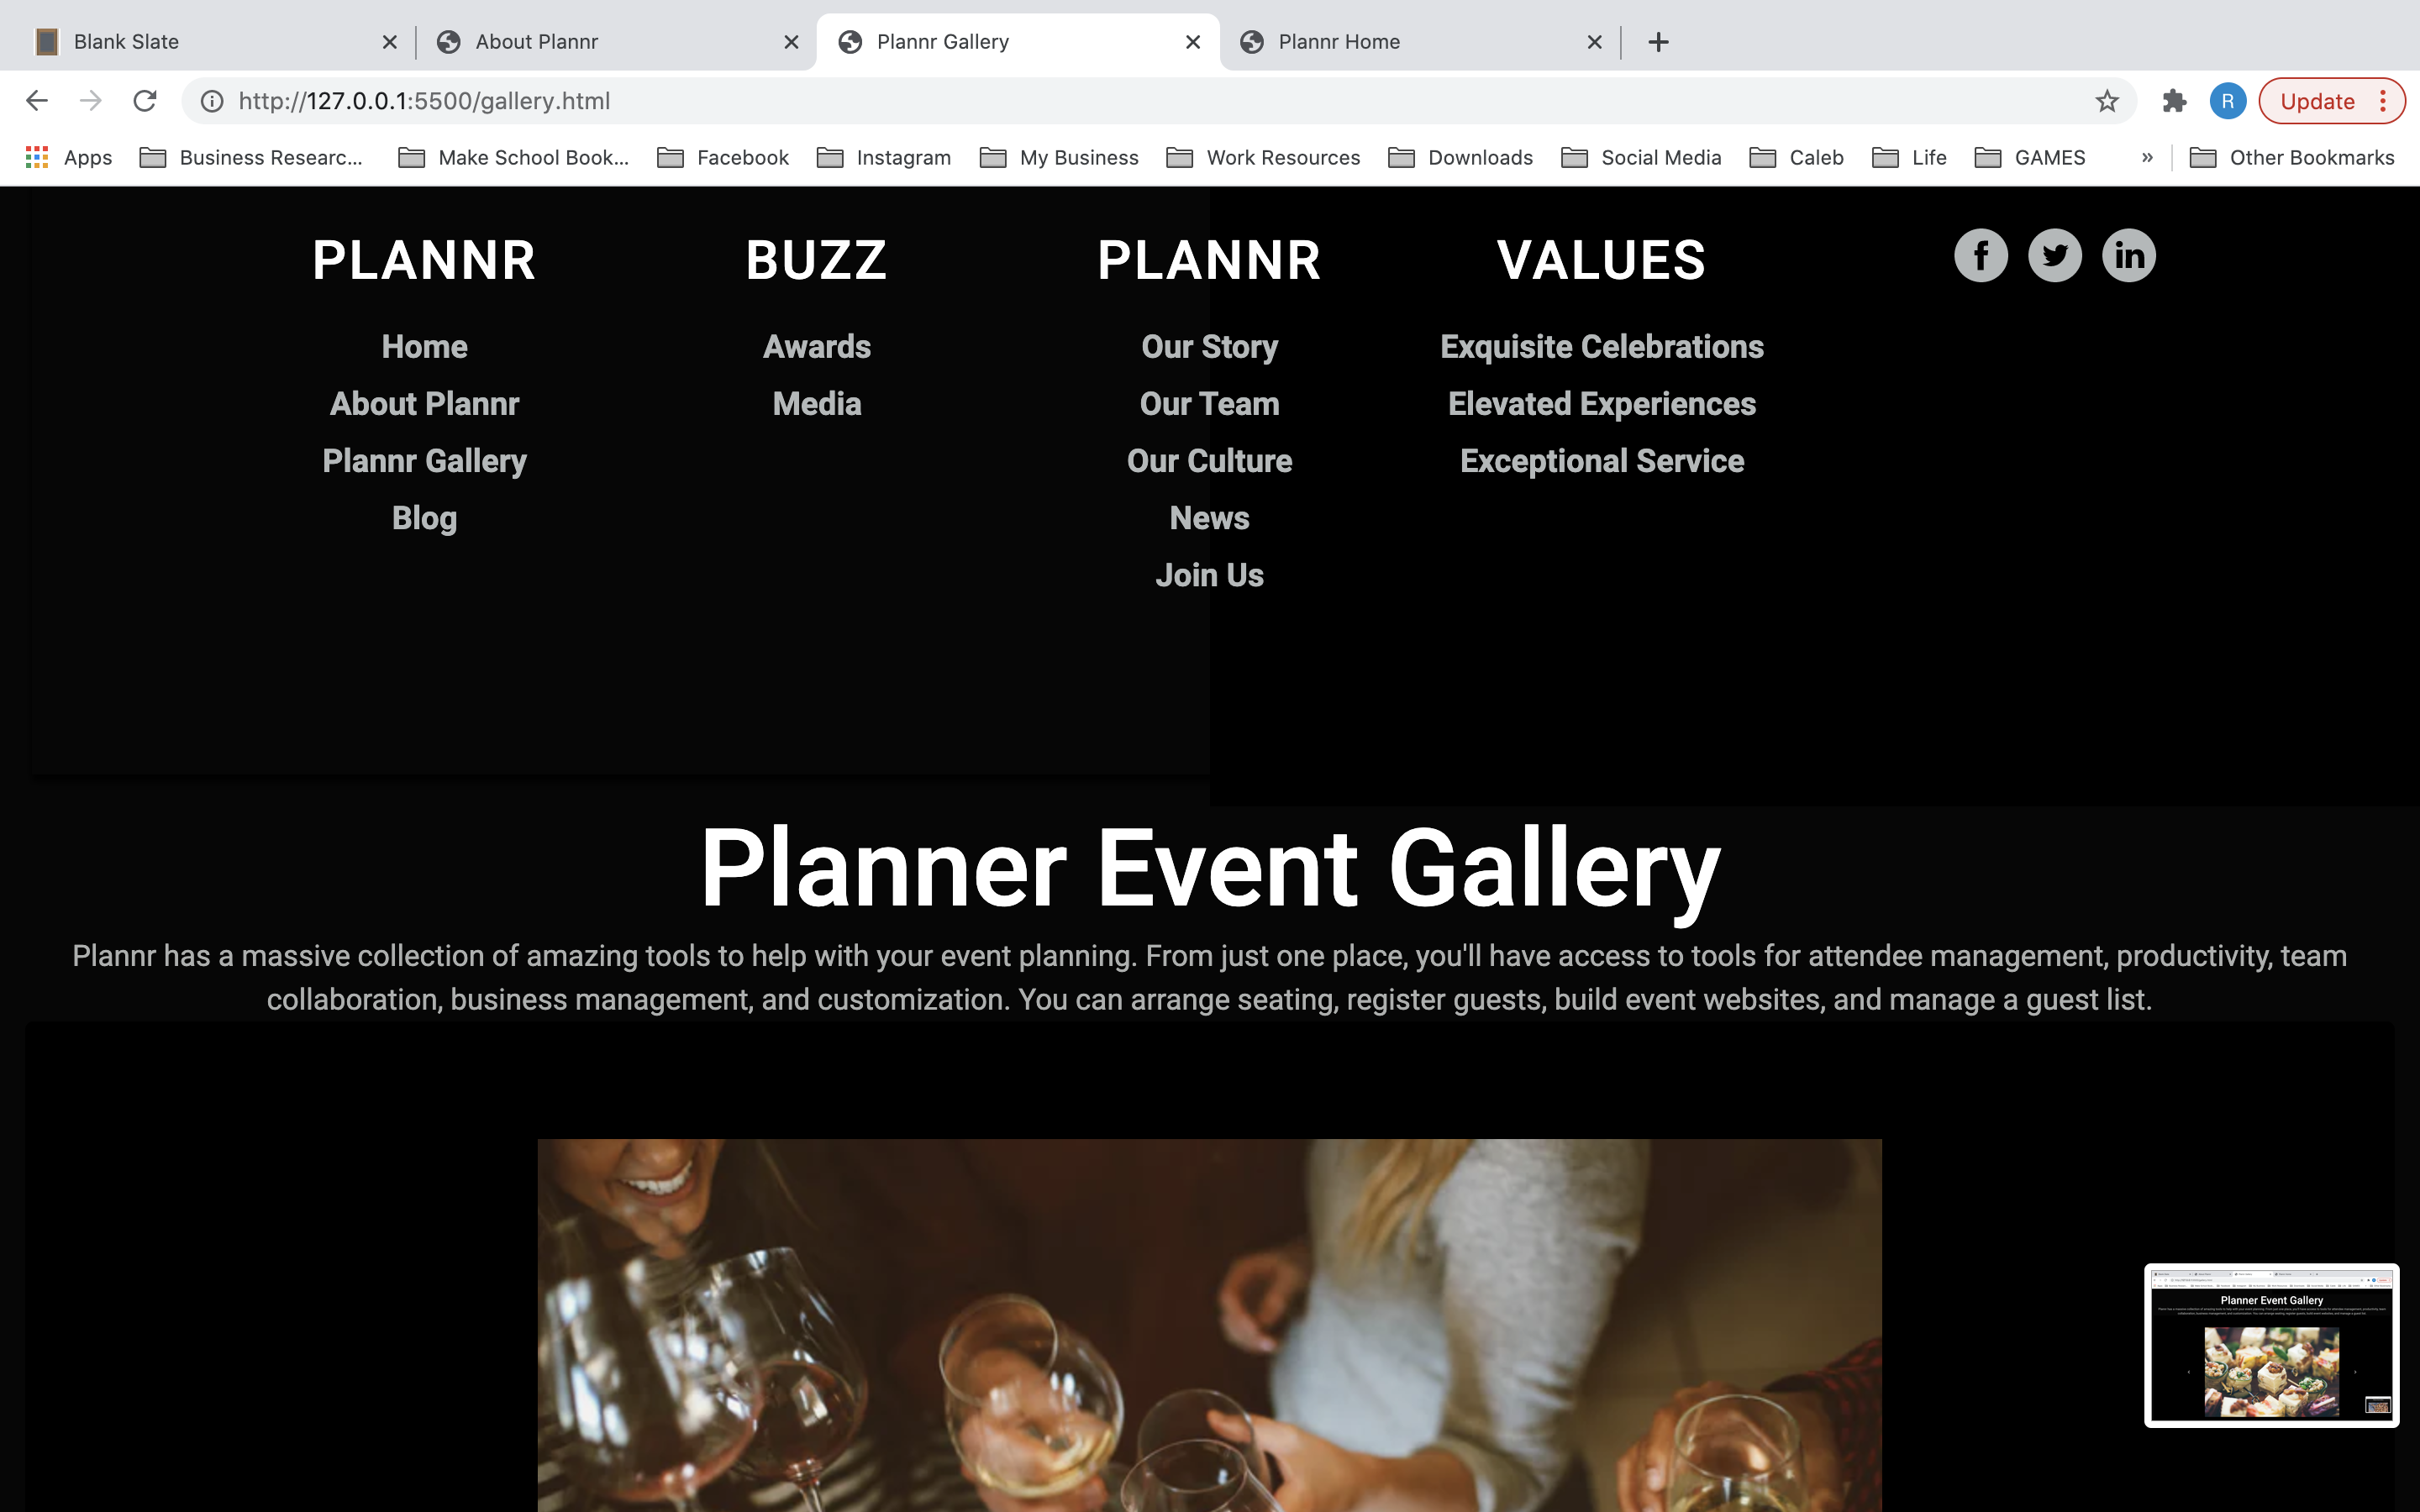 Blank Slate
About Plannr
Plannr Gallery
Plannr Home
http://127.0.0.1:5500/gallery.html
R
Update
Apps
Business Researc...
Make School Book...
Facebook
Instagram
My Business
Work Resources
Downloads
Social Media
Caleb
Life
GAMES
»
Other Bookmarks
PLANNR
Home
About Plannr
Plannr Gallery
Blog
BUZZ
Awards
Media
PLANNR
Our Story
Our Team
Our Culture
News
Join Us
VALUES
Exquisite Celebrations
Elevated Experiences
Exceptional Service
f
in
Planner Event Gallery
Plannr has a massive collection of amazing tools to help with your event planning. From just one place, you'll have access to tools for attendee management, productivity, team
collaboration, business management, and customization. You can arrange seating, register guests, build event websites, and manage a guest list.
Planner Event Gallery